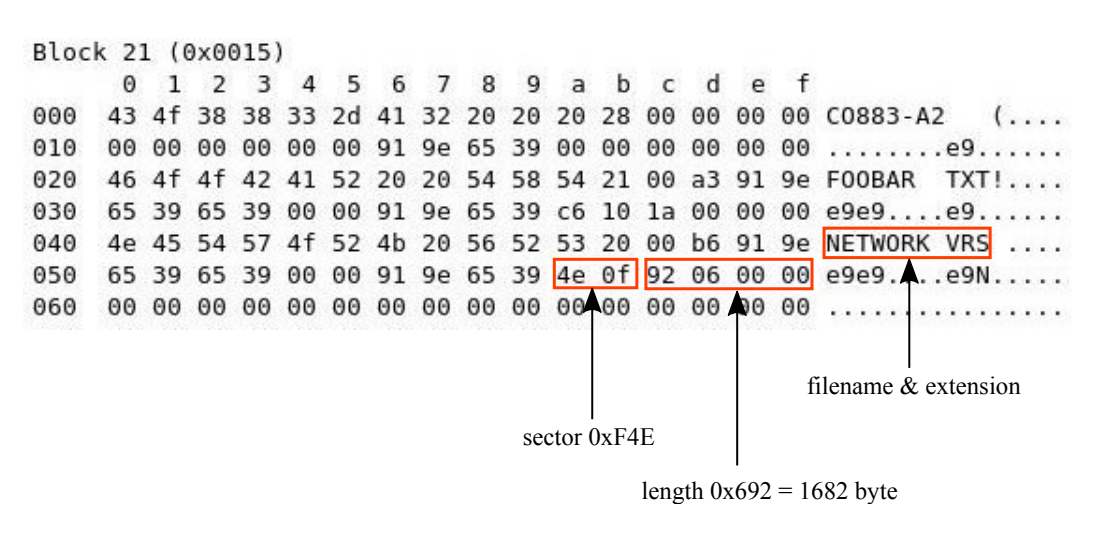 Block 21 (0x0015)
0 1 2 3 4 5 6 7 8 9 a b c d e f
000 43 4f 38 38 33 2d 41 32 20 20 20 28 00 00 00 00 CO883-A2   (....
010 00 00 00 00 00 00 91 9e 65 39 00 00 00 00 00 00 ........e9......
020 46 4f 4f 42 41 52 20 20 54 58 54 21 00 a3 91 9e FOOBAR  TXT!....
030 65 39 65 39 00 00 91 9e 65 39 c6 10 1a 00 00 00 e9e9....e9......
040 4e 45 54 57 4f 52 4b 20 56 52 53 20 00 b6 91 9e NETWORK VRS ....
050 65 39 65 39 00 00 91 9e 65 39 4e 0f 92 06 00 00 e9e9....e9N.....
060 00 00 00 00 00 00 00 00 00 00 00 00 00 00 00 00 ................
filename & extension
sector 0xF4E
length 0x692 = 1682 byte